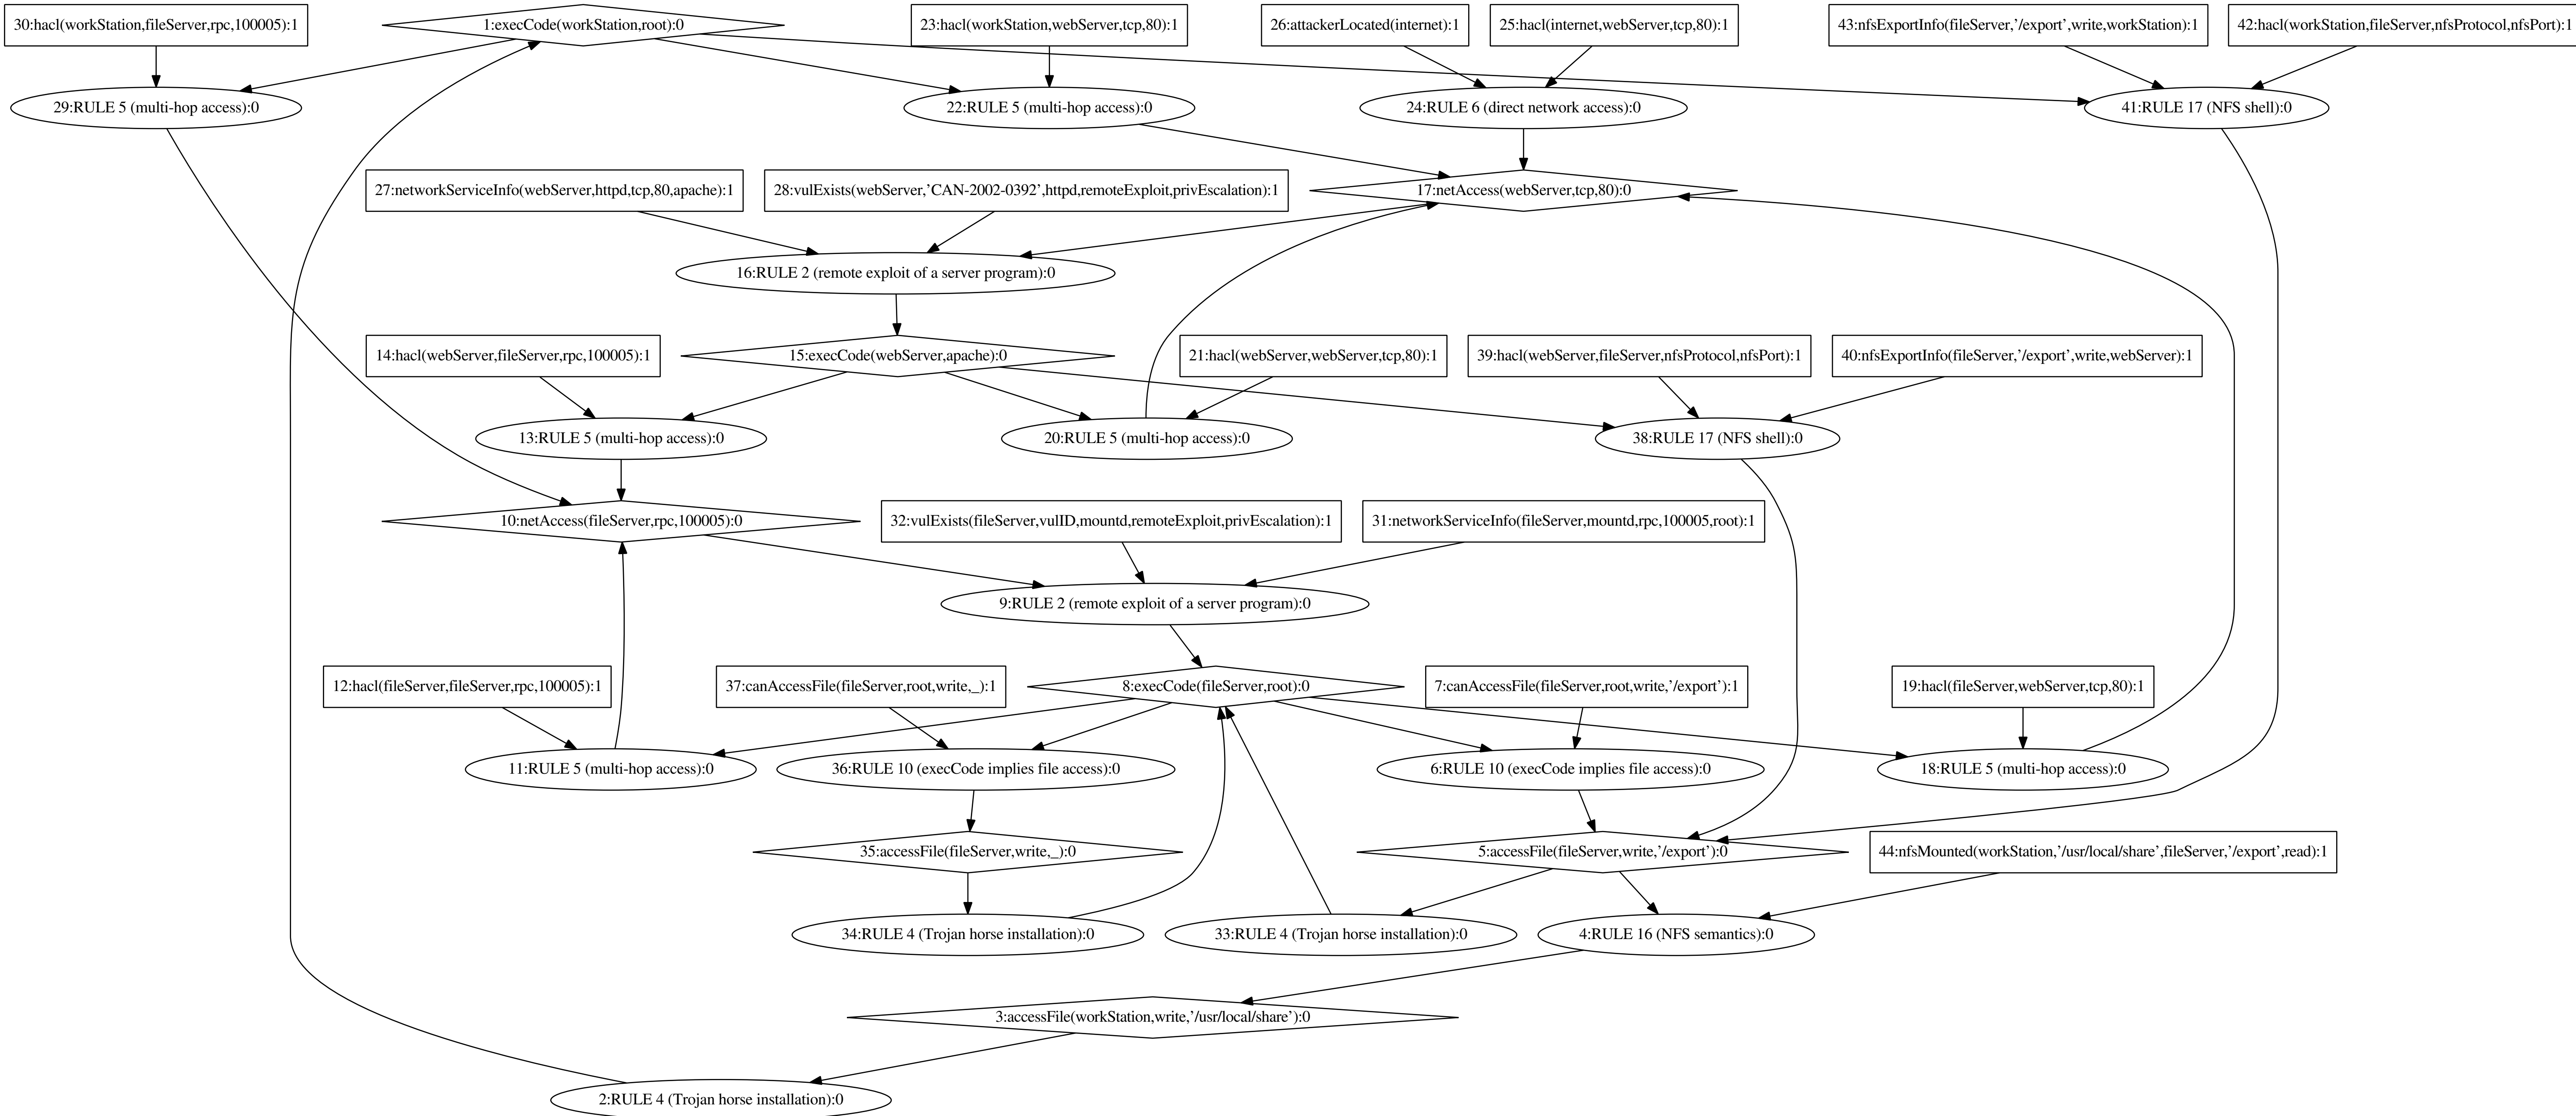 30:hacl(workStation,fileServer,rpc,100005):1
1:execCode(workStation,root):0
23:hacl(workStation,webServer,tcp,80):1
26:attackerLocated(internet):1
25:hacl(internet,webServer,tcp,80):1
43:nfsExportInfo(fileServer,’/export’,write,workStation):1
42:hacl(workStation,fileServer,nfsProtocol,nfsPort):1
29:RULE 5 (multi-hop access):0
22:RULE 5 (multi-hop access):0
24:RULE 6 (direct network access):0
41:RULE 17 (NFS shell):0
27:networkServiceInfo(webServer,httpd,tcp,80,apache):1
28:vulExists(webServer,’CAN-2002-0392’,httpd,remoteExploit,privEscalation):1
17:netAccess(webServer,tcp,80):0
16:RULE 2 (remote exploit of a server program):0
14:hacl(webServer,fileServer,rpc,100005):1
15:execCode(webServer,apache):0
21:hacl(webServer,webServer,tcp,80):1
39:hacl(webServer,fileServer,nfsProtocol,nfsPort):1
40:nfsExportInfo(fileServer,’/export’,write,webServer):1
13:RULE 5 (multi-hop access):0
20:RULE 5 (multi-hop access):0
38:RULE 17 (NFS shell):0
10:netAccess(fileServer,rpc,100005):0
32:vulExists(fileServer,vulID,mountd,remoteExploit,privEscalation):1
31:networkServiceInfo(fileServer,mountd,rpc,100005,root):1
9:RULE 2 (remote exploit of a server program):0
12:hacl(fileServer,fileServer,rpc,100005):1
37:canAccessFile(fileServer,root,write,_):1
8:execCode(fileServer,root):0
7:canAccessFile(fileServer,root,write,’/export’):1
19:hacl(fileServer,webServer,tcp,80):1
11:RULE 5 (multi-hop access):0
36:RULE 10 (execCode implies file access):0
6:RULE 10 (execCode implies file access):0
18:RULE 5 (multi-hop access):0
35:accessFile(fileServer,write,_):0
5:accessFile(fileServer,write,’/export’):0
44:nfsMounted(workStation,’/usr/local/share’,fileServer,’/export’,read):1
34:RULE 4 (Trojan horse installation):0
33:RULE 4 (Trojan horse installation):0
4:RULE 16 (NFS semantics):0
3:accessFile(workStation,write,’/usr/local/share’):0
2:RULE 4 (Trojan horse installation):0